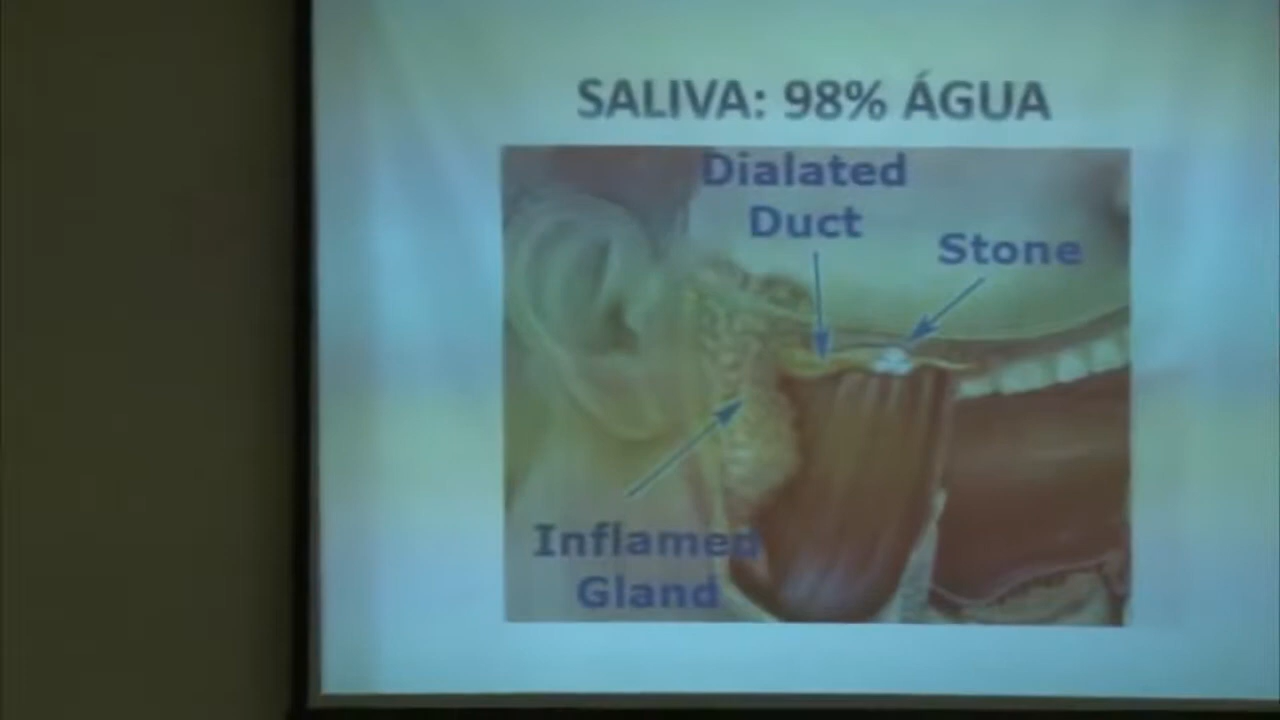 SALIVA: 98% ÁGUA
Dialated
Duct
Stone
Inflamed
Gland